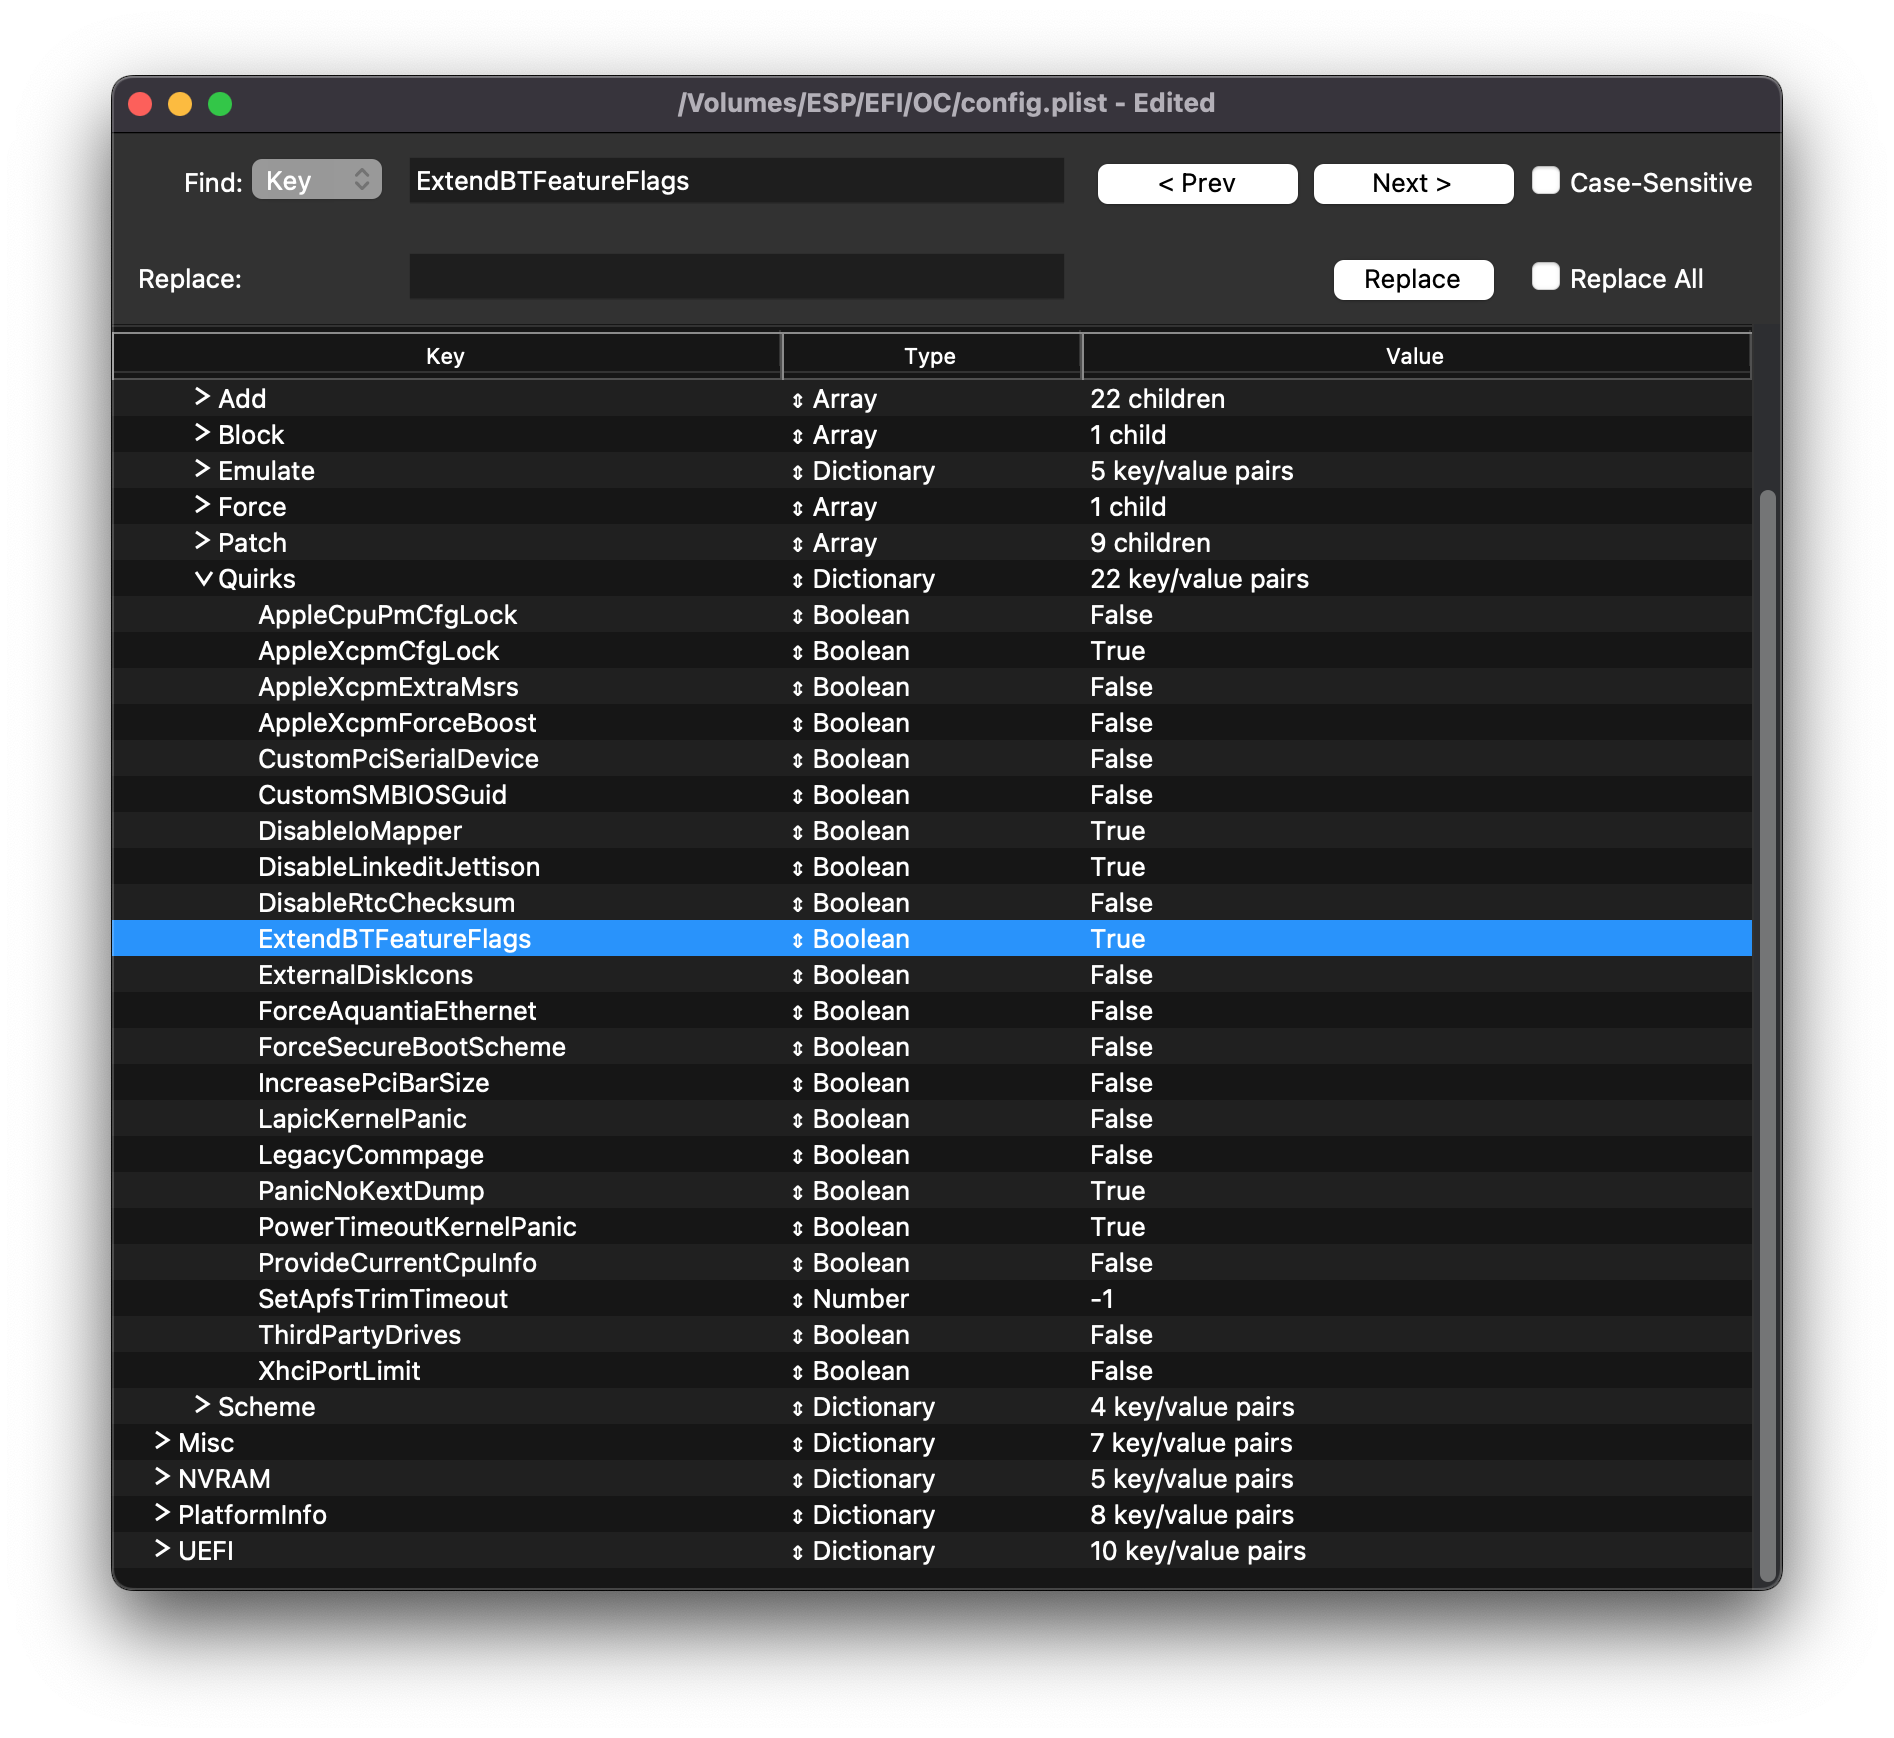 /Volumes/ESP/EFI/OC/config.plist - Edited
Find: Key ExtendBTFeatureFlags < Prev Next > Case-Sensitive
Replace: Replace Replace All
Key Type Value
> Add Array 22 children
> Block Array 1 child
> Emulate Dictionary 5 key/value pairs
> Force Array 1 child
> Patch Array 9 children
Quirks Dictionary 22 key/value pairs
AppleCpuPmCfgLock Boolean False
AppleXcpmCfgLock Boolean True
AppleXcpmExtraMsrs Boolean False
AppleXcpmForceBoost Boolean False
CustomPciSerialDevice Boolean False
CustomSMBIOSGuid Boolean False
DisableIoMapper Boolean True
DisableLinkeditJettison Boolean True
DisableRtcChecksum Boolean False
ExtendBTFeatureFlags Boolean True
ExternalDiskIcons Boolean False
ForceAquantiaEthernet Boolean False
ForceSecureBootScheme Boolean False
IncreasePciBarSize Boolean False
LapicKernelPanic Boolean False
LegacyCommpage Boolean False
PanicNoKextDump Boolean True
PowerTimeoutKernelPanic Boolean True
ProvideCurrentCpuInfo Boolean False
SetApfsTrimTimeout Number -1
ThirdPartyDrives Boolean False
XhciPortLimit Boolean False
> Scheme Dictionary 4 key/value pairs
> Misc Dictionary 7 key/value pairs
> NVRAM Dictionary 5 key/value pairs
> PlatformInfo Dictionary 8 key/value pairs
> UEFI Dictionary 10 key/value pairs